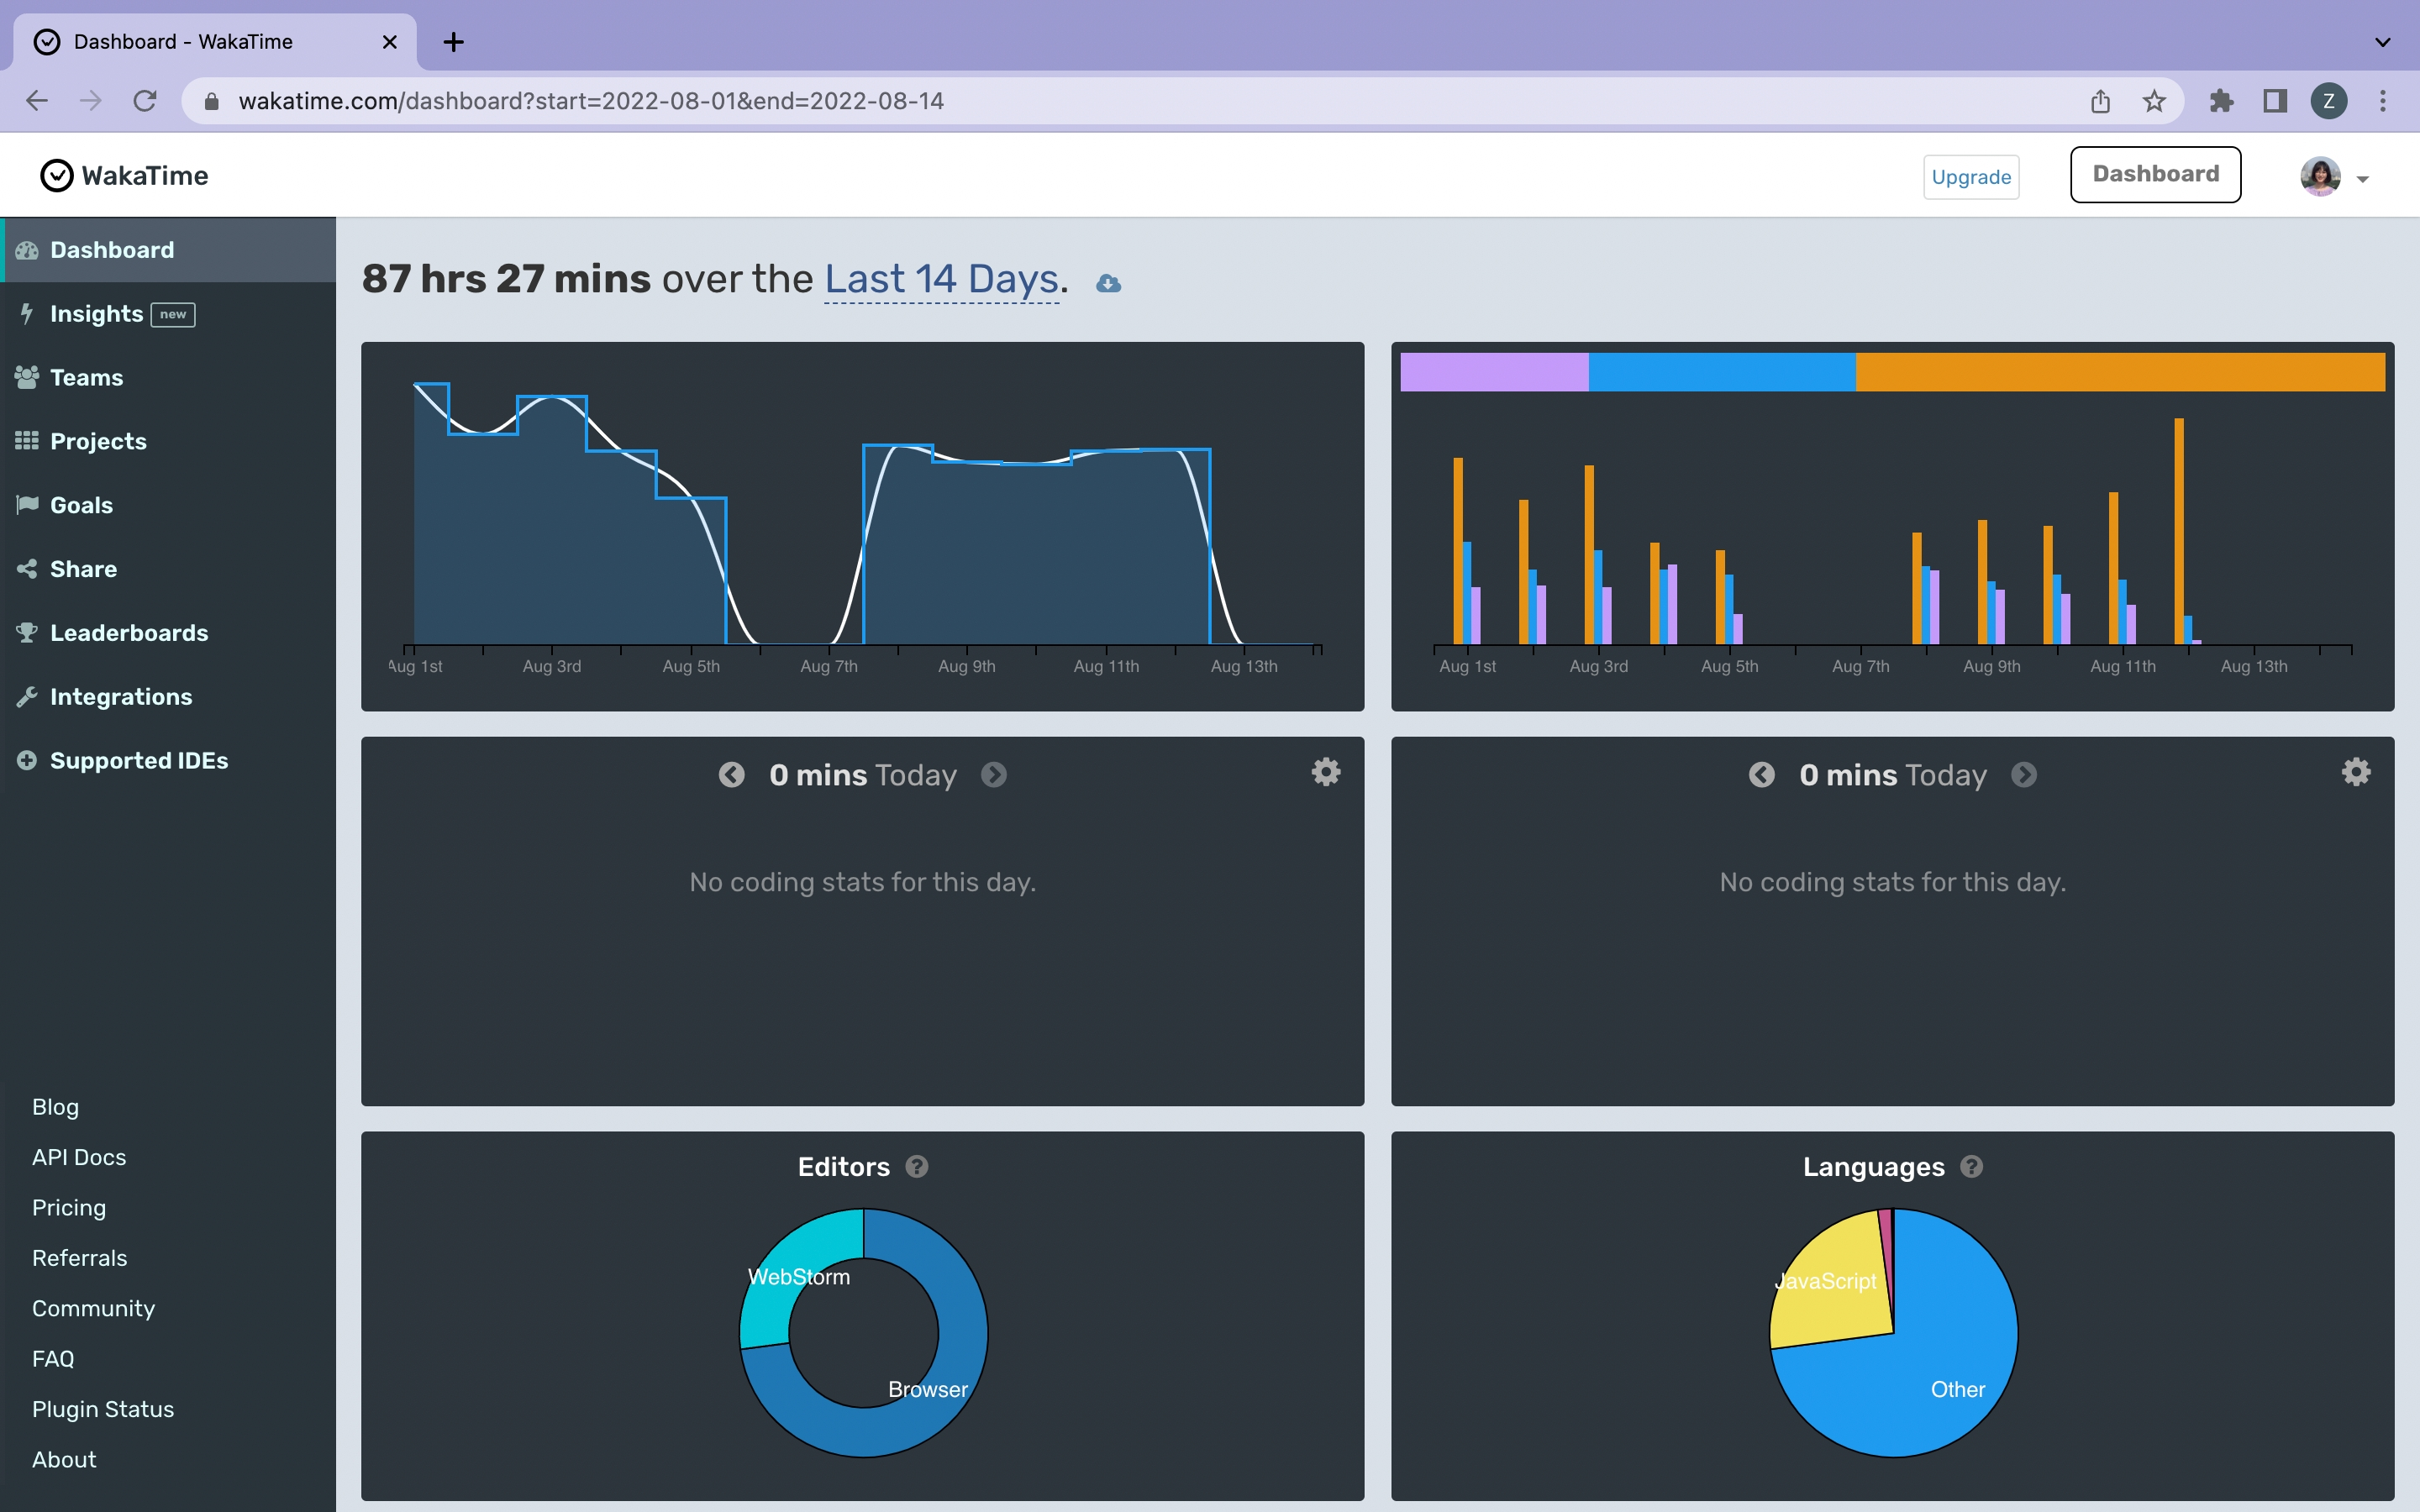 Dashboard - WakaTime
wakatime.com/dashboard?start=2022-08-01&end=2022-08-14
Z
WakaTime
Upgrade
Dashboard
Dashboard
Insights new
Teams
Projects
Goals
Share
Leaderboards
Integrations
Supported IDEs
Blog
API Docs
Pricing
Referrals
Community
FAQ
Plugin Status
About
87 hrs 27 mins over the Last 14 Days.
Aug 1st Aug 3rd Aug 5th Aug 7th Aug 9th Aug 11th Aug 13th
Aug 1st Aug 3rd Aug 5th Aug 7th Aug 9th Aug 11th Aug 13th
0 mins Today
No coding stats for this day.
0 mins Today
No coding stats for this day.
Editors ?
WebStorm
Browser
Languages ?
JavaScript
Other